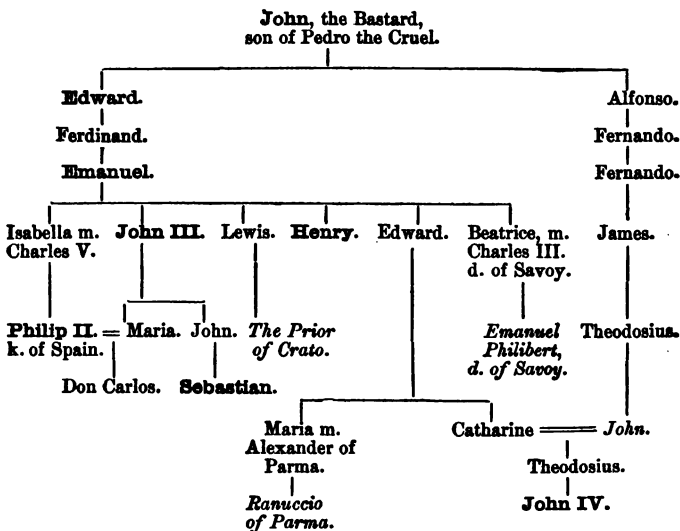 John, the Bastard,
son of Pedro the Cruel.
Edward. Alfonso.
Ferdinand. Fernando.
Emanuel. Fernando.
Isabella m. John III. Lewis. Henry. Edward. Beatrice, m. James.
Charles V. Charles III.
d. of Savoy.
Philip II. = Maria. John. The Prior Emanuel Theodosius.
k. of Spain. of Crato. Philibert,
Don Carlos. Sebastian. d. of Savoy.
Maria m. Catharine = John.
Alexander of
Parma. Theodosius.
Ranuccio John IV.
of Parma.